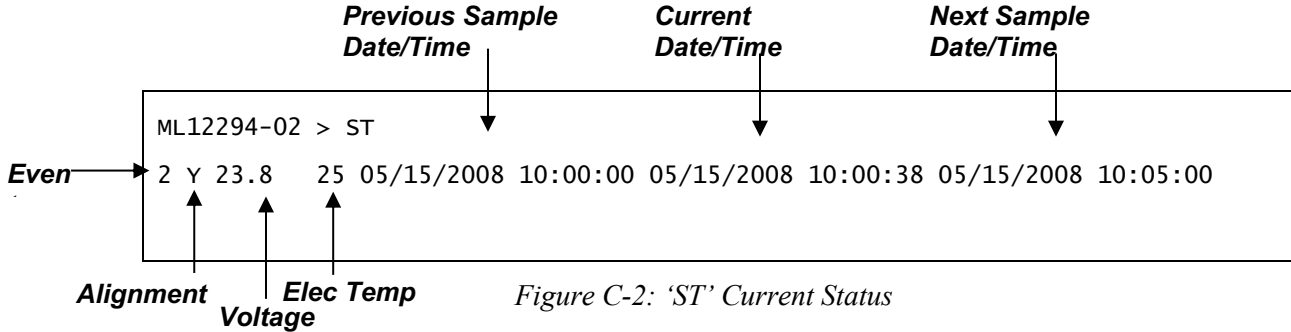 Previous Sample
Date/Time
Current
Date/Time
Next Sample
Date/Time
ML12294-02 > ST
Even
2 Y 23.8 25 05/15/2008 10:00:00 05/15/2008 10:00:38 05/15/2008 10:05:00
Alignment
Voltage
Elec Temp
Figure C-2: ‘ST’ Current Status